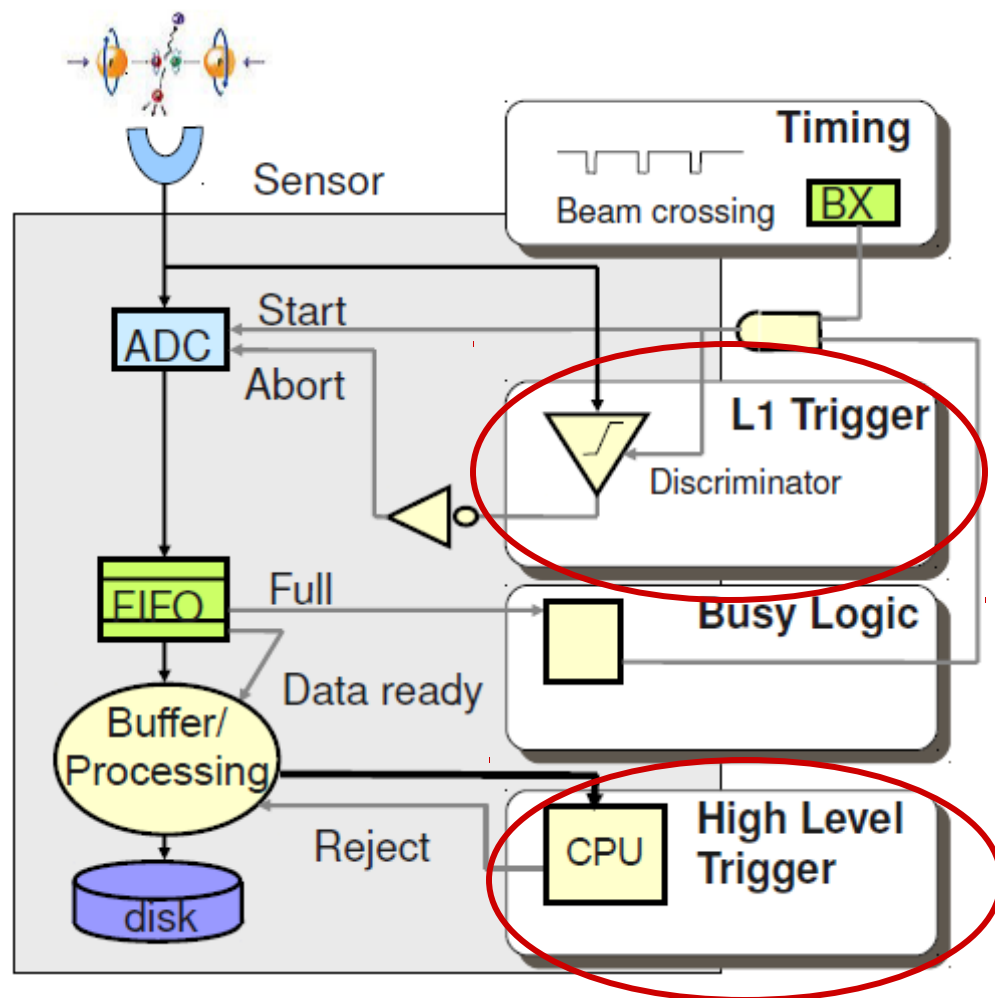 Timing
Sensor
Beam crossing
BX
Start
ADC
Abort
L1 Trigger
Discriminator
FIFO
Full
Busy Logic
Data ready
Buffer/
Processing
High Level
Trigger
CPU
Reject
disk